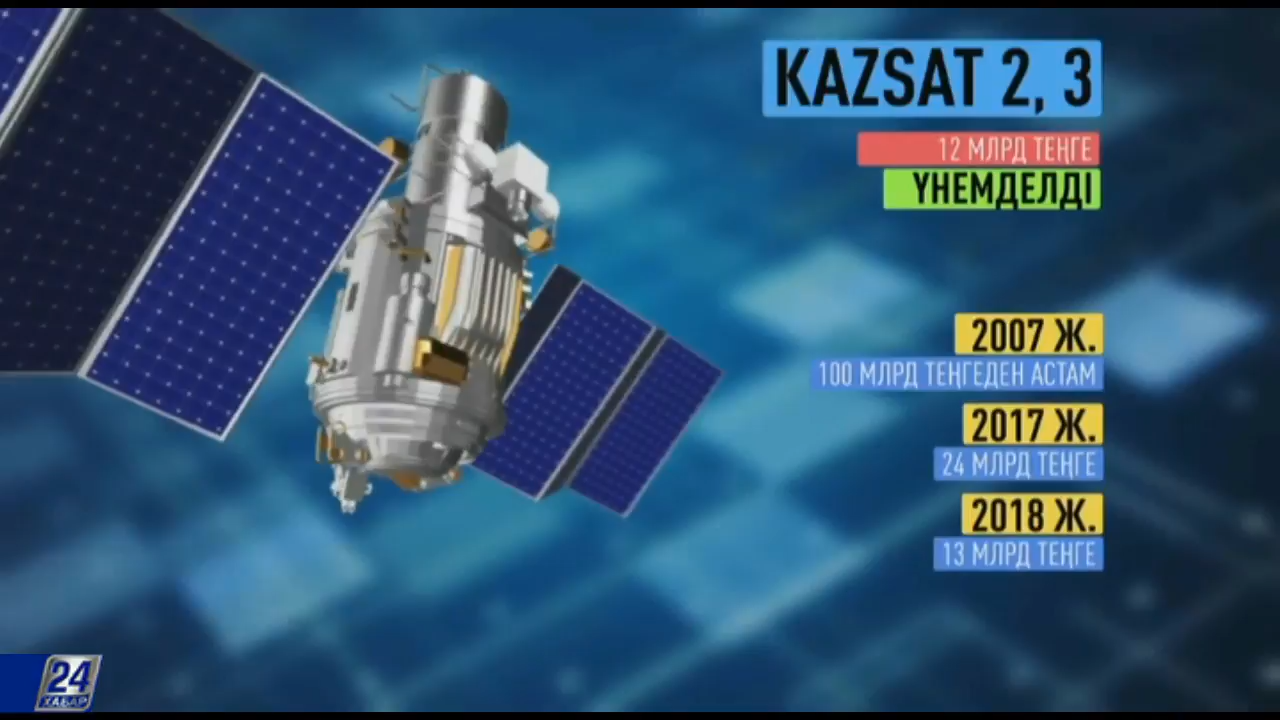 KAZSAT 2, 3
12 МЛРД ТЕҢГЕ
ҮНЕМДЕЛДІ
2007 Ж.
100 МЛРД ТЕҢГЕДЕН АСТАМ
2017 Ж.
24 МЛРД ТЕҢГЕ
2018 Ж.
13 МЛРД ТЕҢГЕ
24
ХАБАР